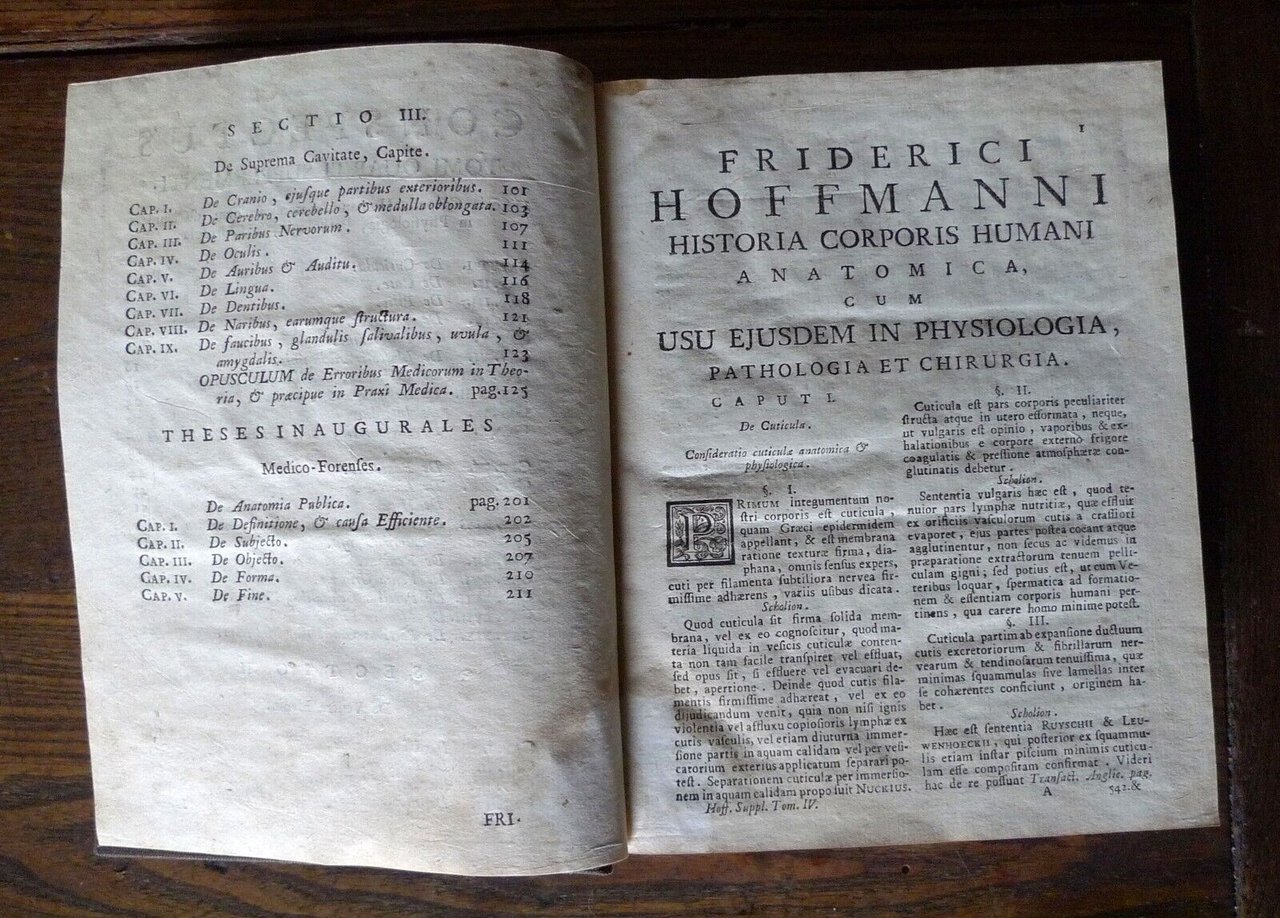 SECTIO III.
De Suprema Cavitate, Capite.
CAP. I. De Cranio, ejusque partibus exterioribus. 101
CAP. II. De Cerebro, cerebello, & medulla oblongata. 103
CAP. III. De Paribus Nervorum. 107
CAP. IV. De Oculis. 111
CAP. V. De Auribus & Auditu. 114
CAP. VI. De Lingua. 116
CAP. VII. De Dentibus. 118
CAP. VIII. De Naribus, earumque ſtructura. 121
CAP. IX. De faucibus, glandulis ſalivalibus, uvula, &
amygdalis. 123
OPUSCULUM de Erroribus Medicorum in Theo-
ria, & præcipue in Praxi Medica. pag. 125
THESES INAUGURALES
Medico-Forenſes.
De Anatomia Publica. pag. 201
CAP. I. De Definitione, & cauſa Efficiente. 202
CAP. II. De Subjecto. 205
CAP. III. De Objecto. 207
CAP. IV. De Forma. 210
CAP. V. De Fine. 211
FRI-
1
FRIDERICI
HOFFMANNI
HISTORIA CORPORIS HUMANI
ANATOMICA,
CUM
USU EJUSDEM IN PHYSIOLOGIA,
PATHOLOGIA ET CHIRURGIA.
CAPUT I.
De Cuticula.
Conſideratio cuticulæ anatomica &
phyſiologica.
§. I.
PRIMUM integumentum no-
ſtri corporis eſt cuticula,
quam Græci epidermidem
appellant, & eſt membrana
ratione texturæ firma, dia-
phana, omnis ſenſus expers,
cuti per filamenta ſubtiliora nervea fir-
miſſime adhærens, variis uſibus dicata.
Scholion.
Quod cuticula ſit firma ſolida mem-
brana, vel ex eo cognoſcitur, quod ma-
teria liquida in veſicis cuticulæ conten-
ta non tam facile tranſpiret vel effluat,
ſed opus ſit, ſi effluere vel evacuari de-
bet, apertione. Deinde quod cutis fila-
mentis firmiſſime adhæreat, vel ex eo
dijudicandum venit, quia non niſi ignis
violentia vel affluxu copioſioris lymphæ ex
cutis vaſculis, vel etiam diuturna immer-
ſione partis in aquam calidam vel per veſi-
catorium exterius applicatum ſeparari po-
teſt. Separationem cuticulæ per immerſio-
nem in aquam calidam propoſuit NUCKIUS.
Hoff. Suppl. Tom. IV.
§. II.
Cuticula eſt pars corporis peculiariter
ſtructa atque in utero efformata, neque,
ut vulgaris eſt opinio, vaporibus & ex-
halationibus e corpore externo frigore
coagulatis & preſſione atmoſphæræ con-
glutinatis debetur.
Scholion.
Sententia vulgaris hæc eſt, quod te-
nuior pars lymphæ nutritiæ, quæ effluit
ex orificiis vaſculorum cutis a craſſiori
evaporet, ejus partes poſtea coeant atque
agglutinentur, non ſecus ac videmus in
præparatione extractorum tenuem pelli-
culam gigni; ſed potius eſt, ut cum Ve-
teribus loquar, ſpermatica ad formatio-
nem & eſſentiam corporis humani per-
tinens, qua carere homo minime poteſt.
§. III.
Cuticula partim ab expanſione ductuum
cutis excretoriorum & fibrillarum ner-
vearum & tendinoſarum tenuiſſima, quæ
minimas ſquammulas ſive lamellas inter
ſe cohærentes conficiunt, originem ha-
bet.
Scholion.
Hæc eſt ſententia RUYSCHII & LEU-
WENHOECKII, qui poſterior ex ſquammu-
lis etiam inſtar piſcium minimis cuticu-
lam eſſe compoſitam confirmat. Videri
hac de re poſſunt Tranſact. Anglic. pag.
A 542. &